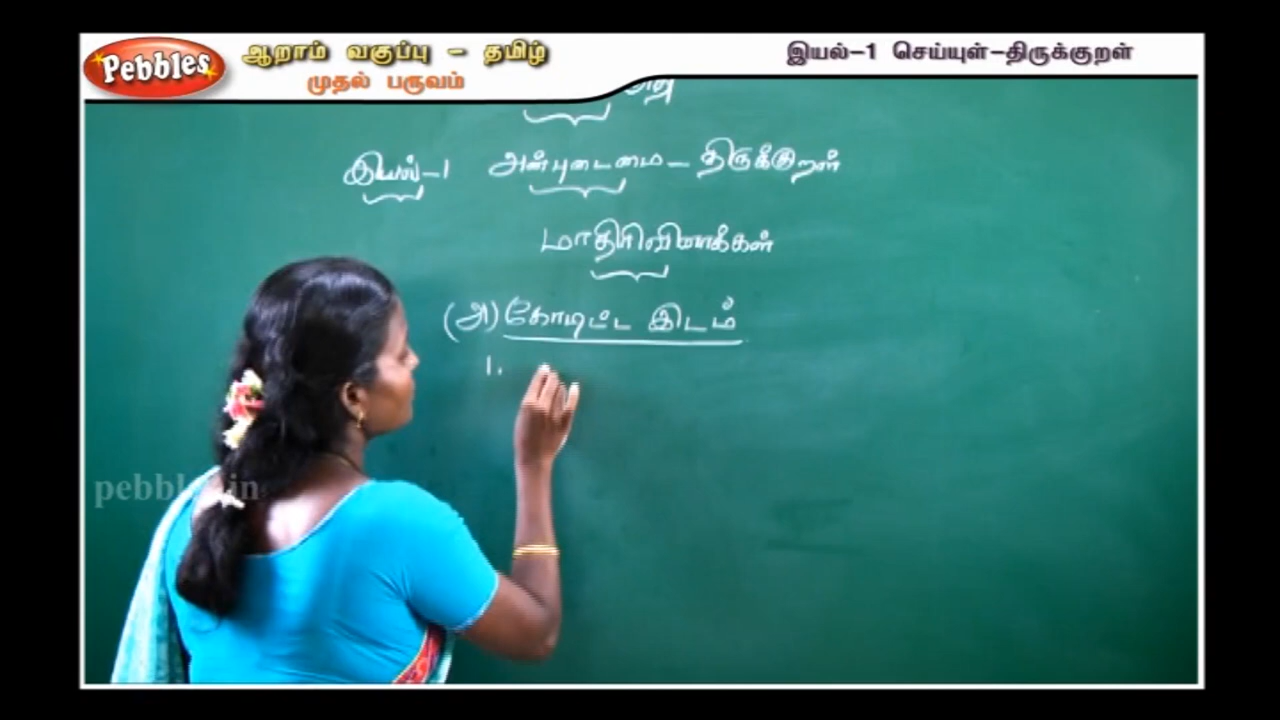 Pebbles
ஆறாம் வகுப்பு - தமிழ்
முதல் பருவம்
இயல்-1 செய்யுள்-திருக்குறள்
இயல்-1 அன்புடைமை - திருக்குறள்
மாதிரிவினாக்கள்
(அ) கோடிட்ட இடம்
1.